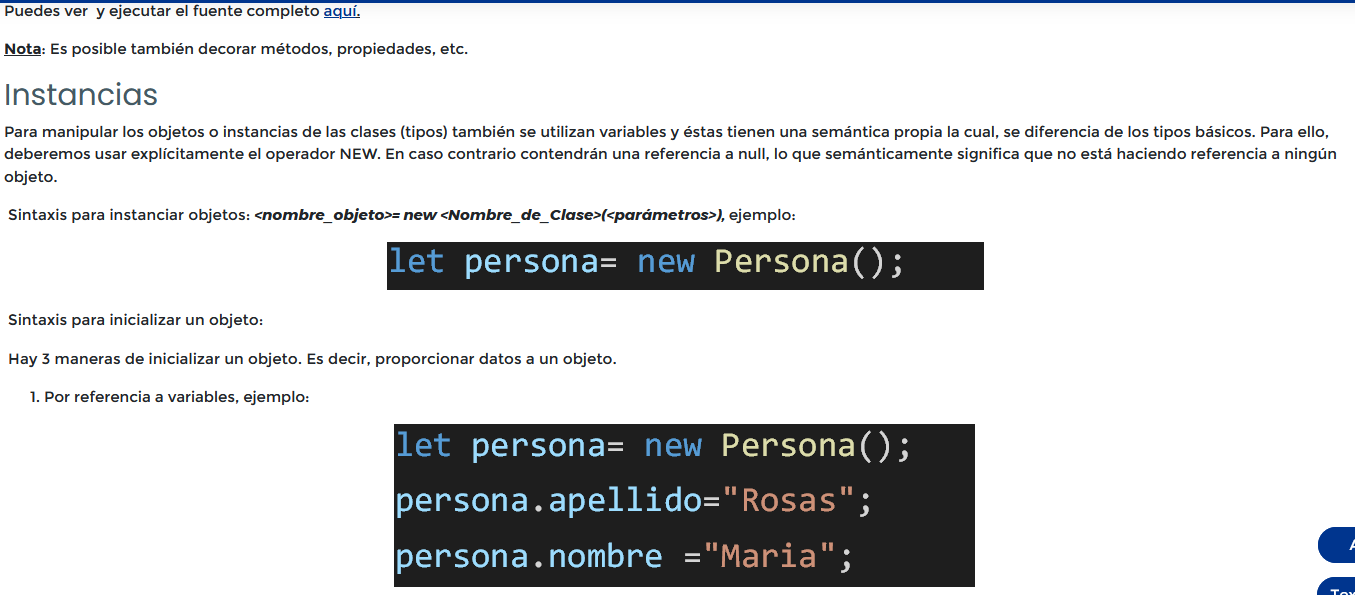 Puedes ver  y ejecutar el fuente completo aquí.
Nota: Es posible también decorar métodos, propiedades, etc.
Instancias
Para manipular los objetos o instancias de las clases (tipos) también se utilizan variables y éstas tienen una semántica propia la cual, se diferencia de los tipos básicos. Para ello,
deberemos usar explícitamente el operador NEW. En caso contrario contendrán una referencia a null, lo que semánticamente significa que no está haciendo referencia a ningún
objeto.
Sintaxis para instanciar objetos: <nombre_objeto>= new <Nombre_de_Clase>(<parámetros>), ejemplo:
let persona= new Persona();
Sintaxis para inicializar un objeto:
Hay 3 maneras de inicializar un objeto. Es decir, proporcionar datos a un objeto.
1. Por referencia a variables, ejemplo:
let persona= new Persona();
persona.apellido="Rosas";
persona.nombre ="Maria";